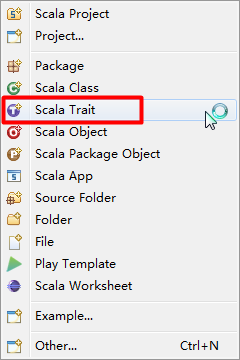 Scala Project
Project...
Package
Scala Class
Scala Trait
Scala Object
Scala Package Object
Scala App
Source Folder
Folder
File
Play Template
Scala Worksheet
Example...
Other... Ctrl+N